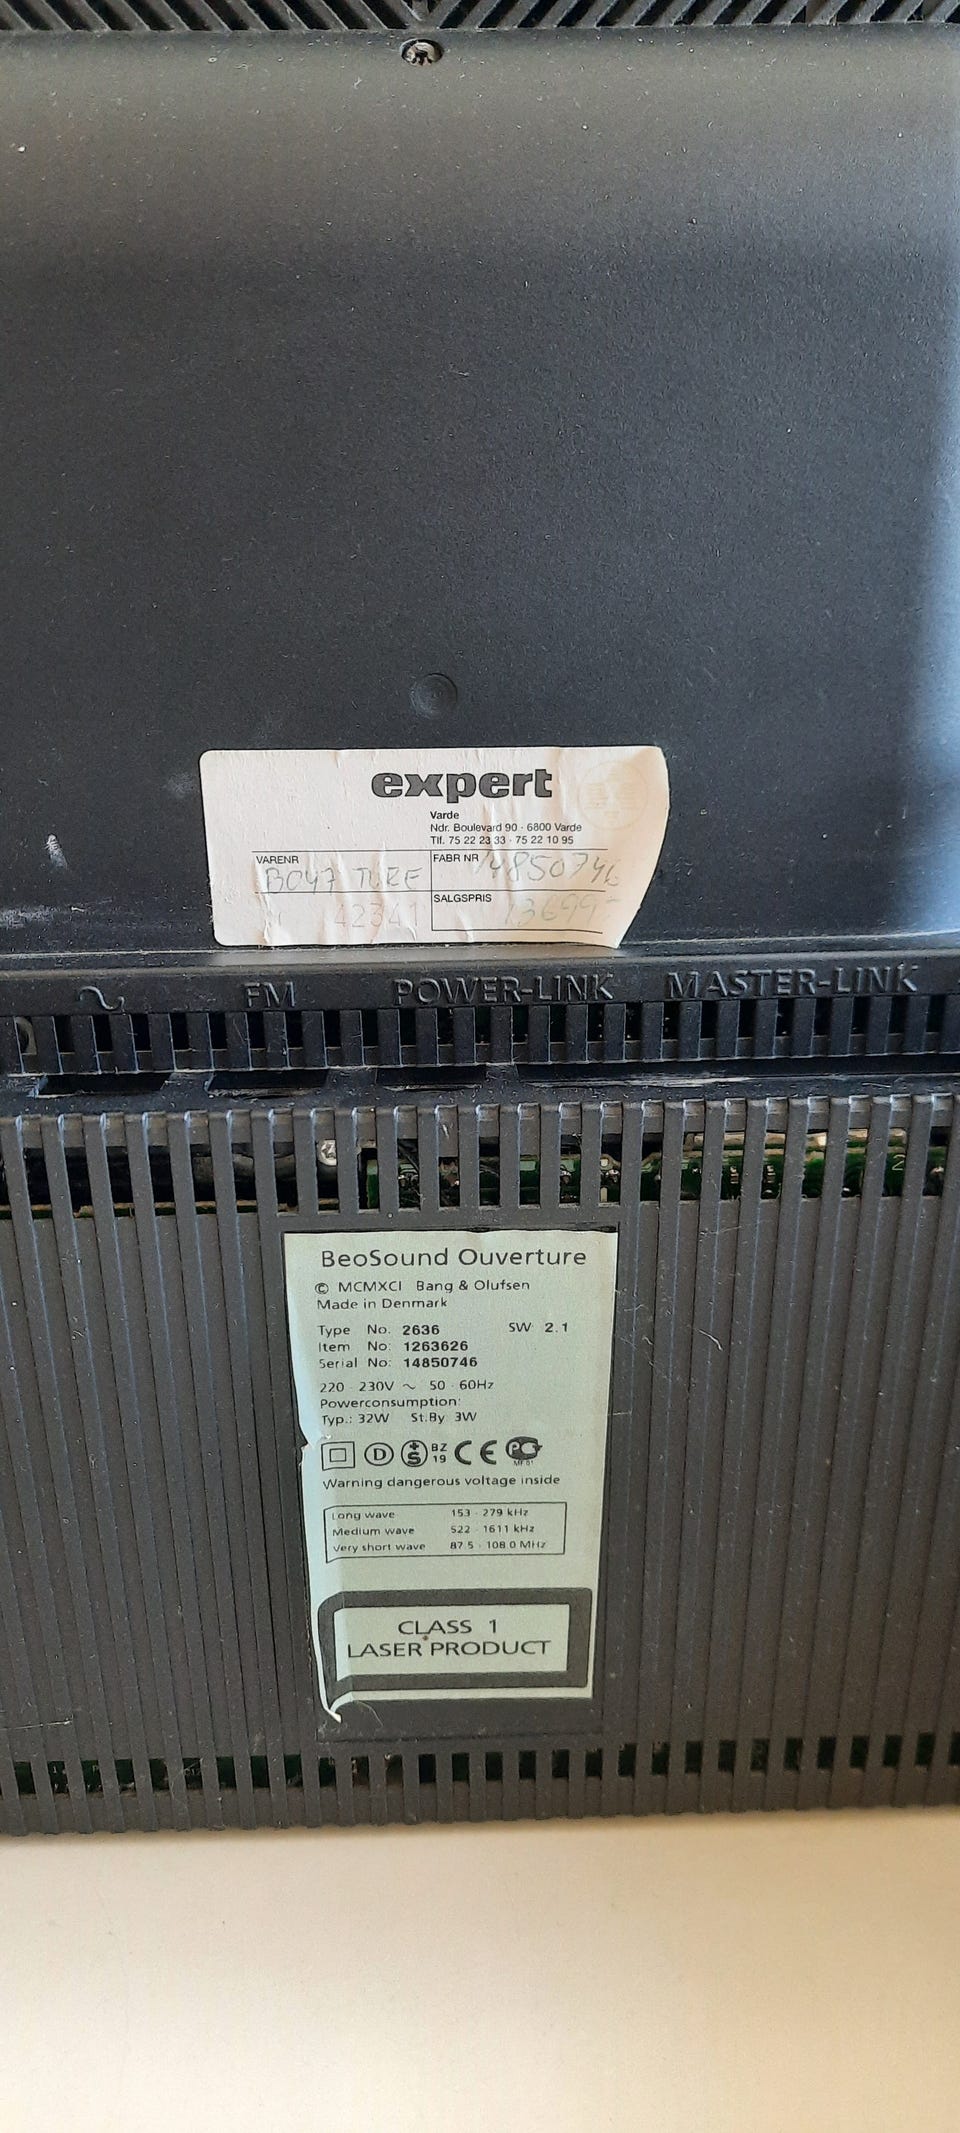 expert
Varde
Ndr. Boulevard 90 - 6800 Varde
Tlf. 75 22 23 33 - 75 22 10 95
VARENR
FABR NR 14850746
42341
SALGSPRIS 13699-
FM POWER-LINK MASTER-LINK
BeoSound Ouverture
© MCMXCI Bang & Olufsen
Made in Denmark
Type No. 2636 SW 2.1
Item No: 1263626
Serial No: 14850746
220 - 230V ~ 50 - 60Hz
Powerconsumption:
Typ.: 32W St.By 3W
D S BZ 19 CE PC
Warning dangerous voltage inside
Long wave 153 - 279 kHz
Medium wave 522 - 1611 kHz
Very short wave 87.5 - 108.0 MHz
CLASS 1
LASER PRODUCT